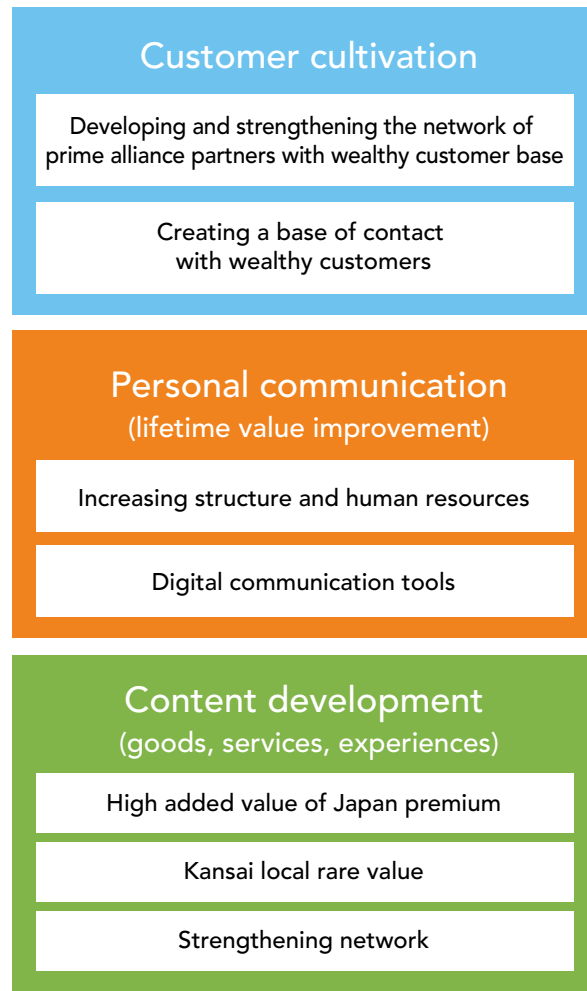 Customer cultivation
Developing and strengthening the network of
prime alliance partners with wealthy customer base
Creating a base of contact
with wealthy customers
Personal communication
(lifetime value improvement)
Increasing structure and human resources
Digital communication tools
Content development
(goods, services, experiences)
High added value of Japan premium
Kansai local rare value
Strengthening network